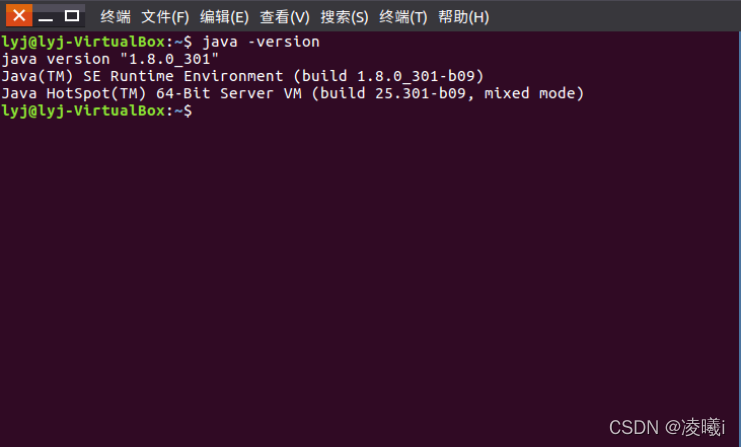 终端 文件(F) 编辑(E) 查看(V) 搜索(S) 终端(T) 帮助(H)
lyj@lyj-VirtualBox:~$ java -version
java version "1.8.0_301"
Java(TM) SE Runtime Environment (build 1.8.0_301-b09)
Java HotSpot(TM) 64-Bit Server VM (build 25.301-b09, mixed mode)
lyj@lyj-VirtualBox:~$
CSDN @凌曦i